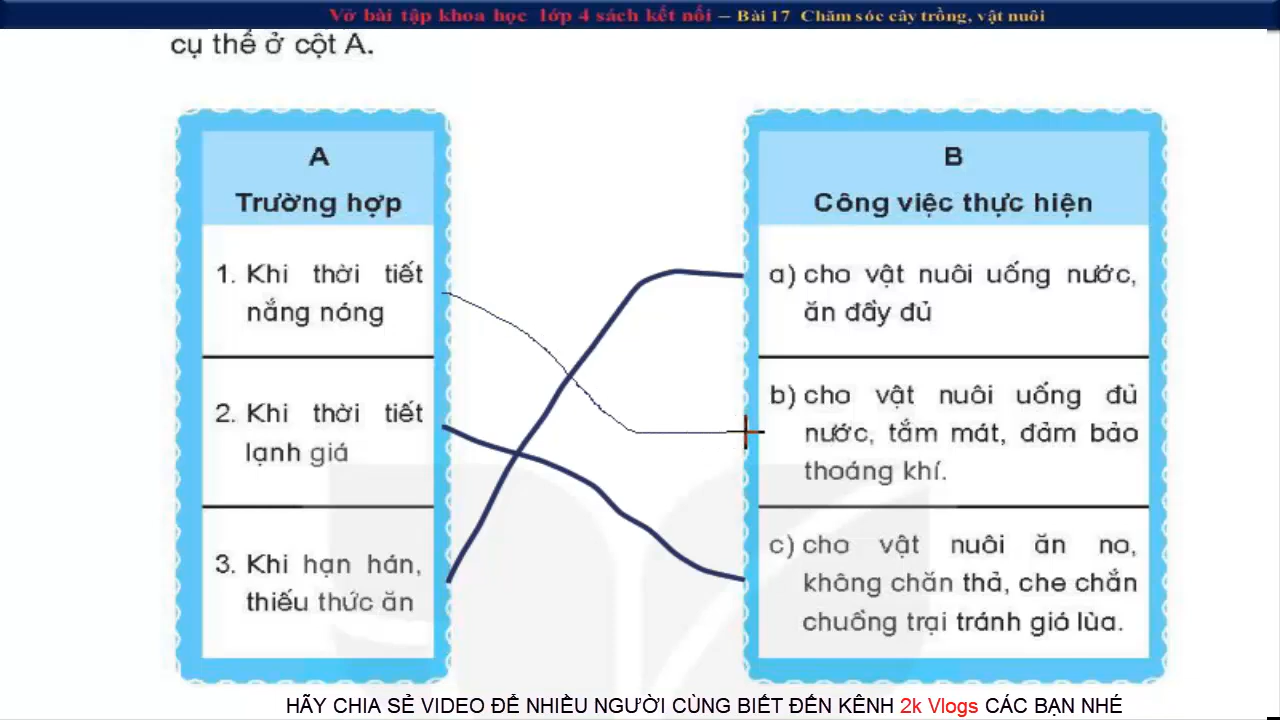 Vở bài tập khoa học lớp 4 sách kết nối – Bài 17 Chăm sóc cây trồng, vật nuôi
cụ thể ở cột A.
A
Trường hợp
1. Khi thời tiết
nắng nóng
2. Khi thời tiết
lạnh giá
3. Khi hạn hán,
thiếu thức ăn
B
Công việc thực hiện
a) cho vật nuôi uống nước,
ăn đầy đủ
b) cho vật nuôi uống đủ
nước, tắm mát, đảm bảo
thoáng khí.
c) cho vật nuôi ăn no,
không chăn thả, che chắn
chuồng trại tránh gió lùa.
HÃY CHIA SẺ VIDEO ĐỂ NHIỀU NGƯỜI CÙNG BIẾT ĐẾN KÊNH 2k Vlogs CÁC BẠN NHÉ